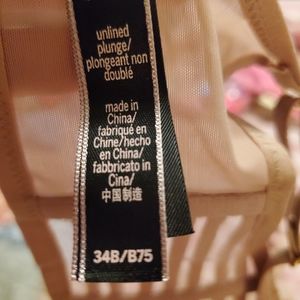 unlined
plunge/
plongeant non
doublé
made in
China/
fabriqué en
Chine/hecho
en China/
fabbricato in
Cina/
中国制造
34B/B75